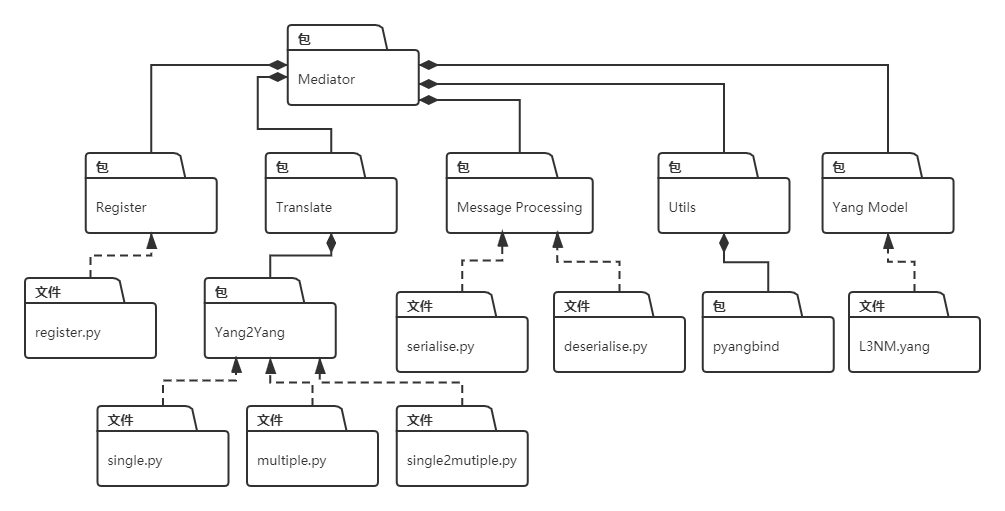 包
Mediator
包
Register
包
Translate
包
Message Processing
包
Utils
包
Yang Model
文件
register.py
包
Yang2Yang
文件
serialise.py
文件
deserialise.py
包
pyangbind
文件
L3NM.yang
文件
single.py
文件
multiple.py
文件
single2mutiple.py